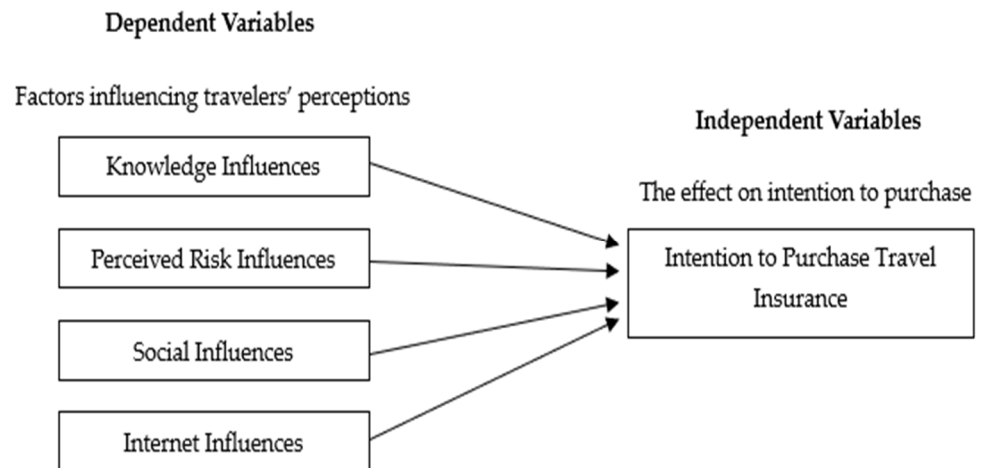 Dependent Variables
Factors influencing travelers’ perceptions
Knowledge Influences
Perceived Risk Influences
Social Influences
Internet Influences
Independent Variables
The effect on intention to purchase
Intention to Purchase Travel
Insurance